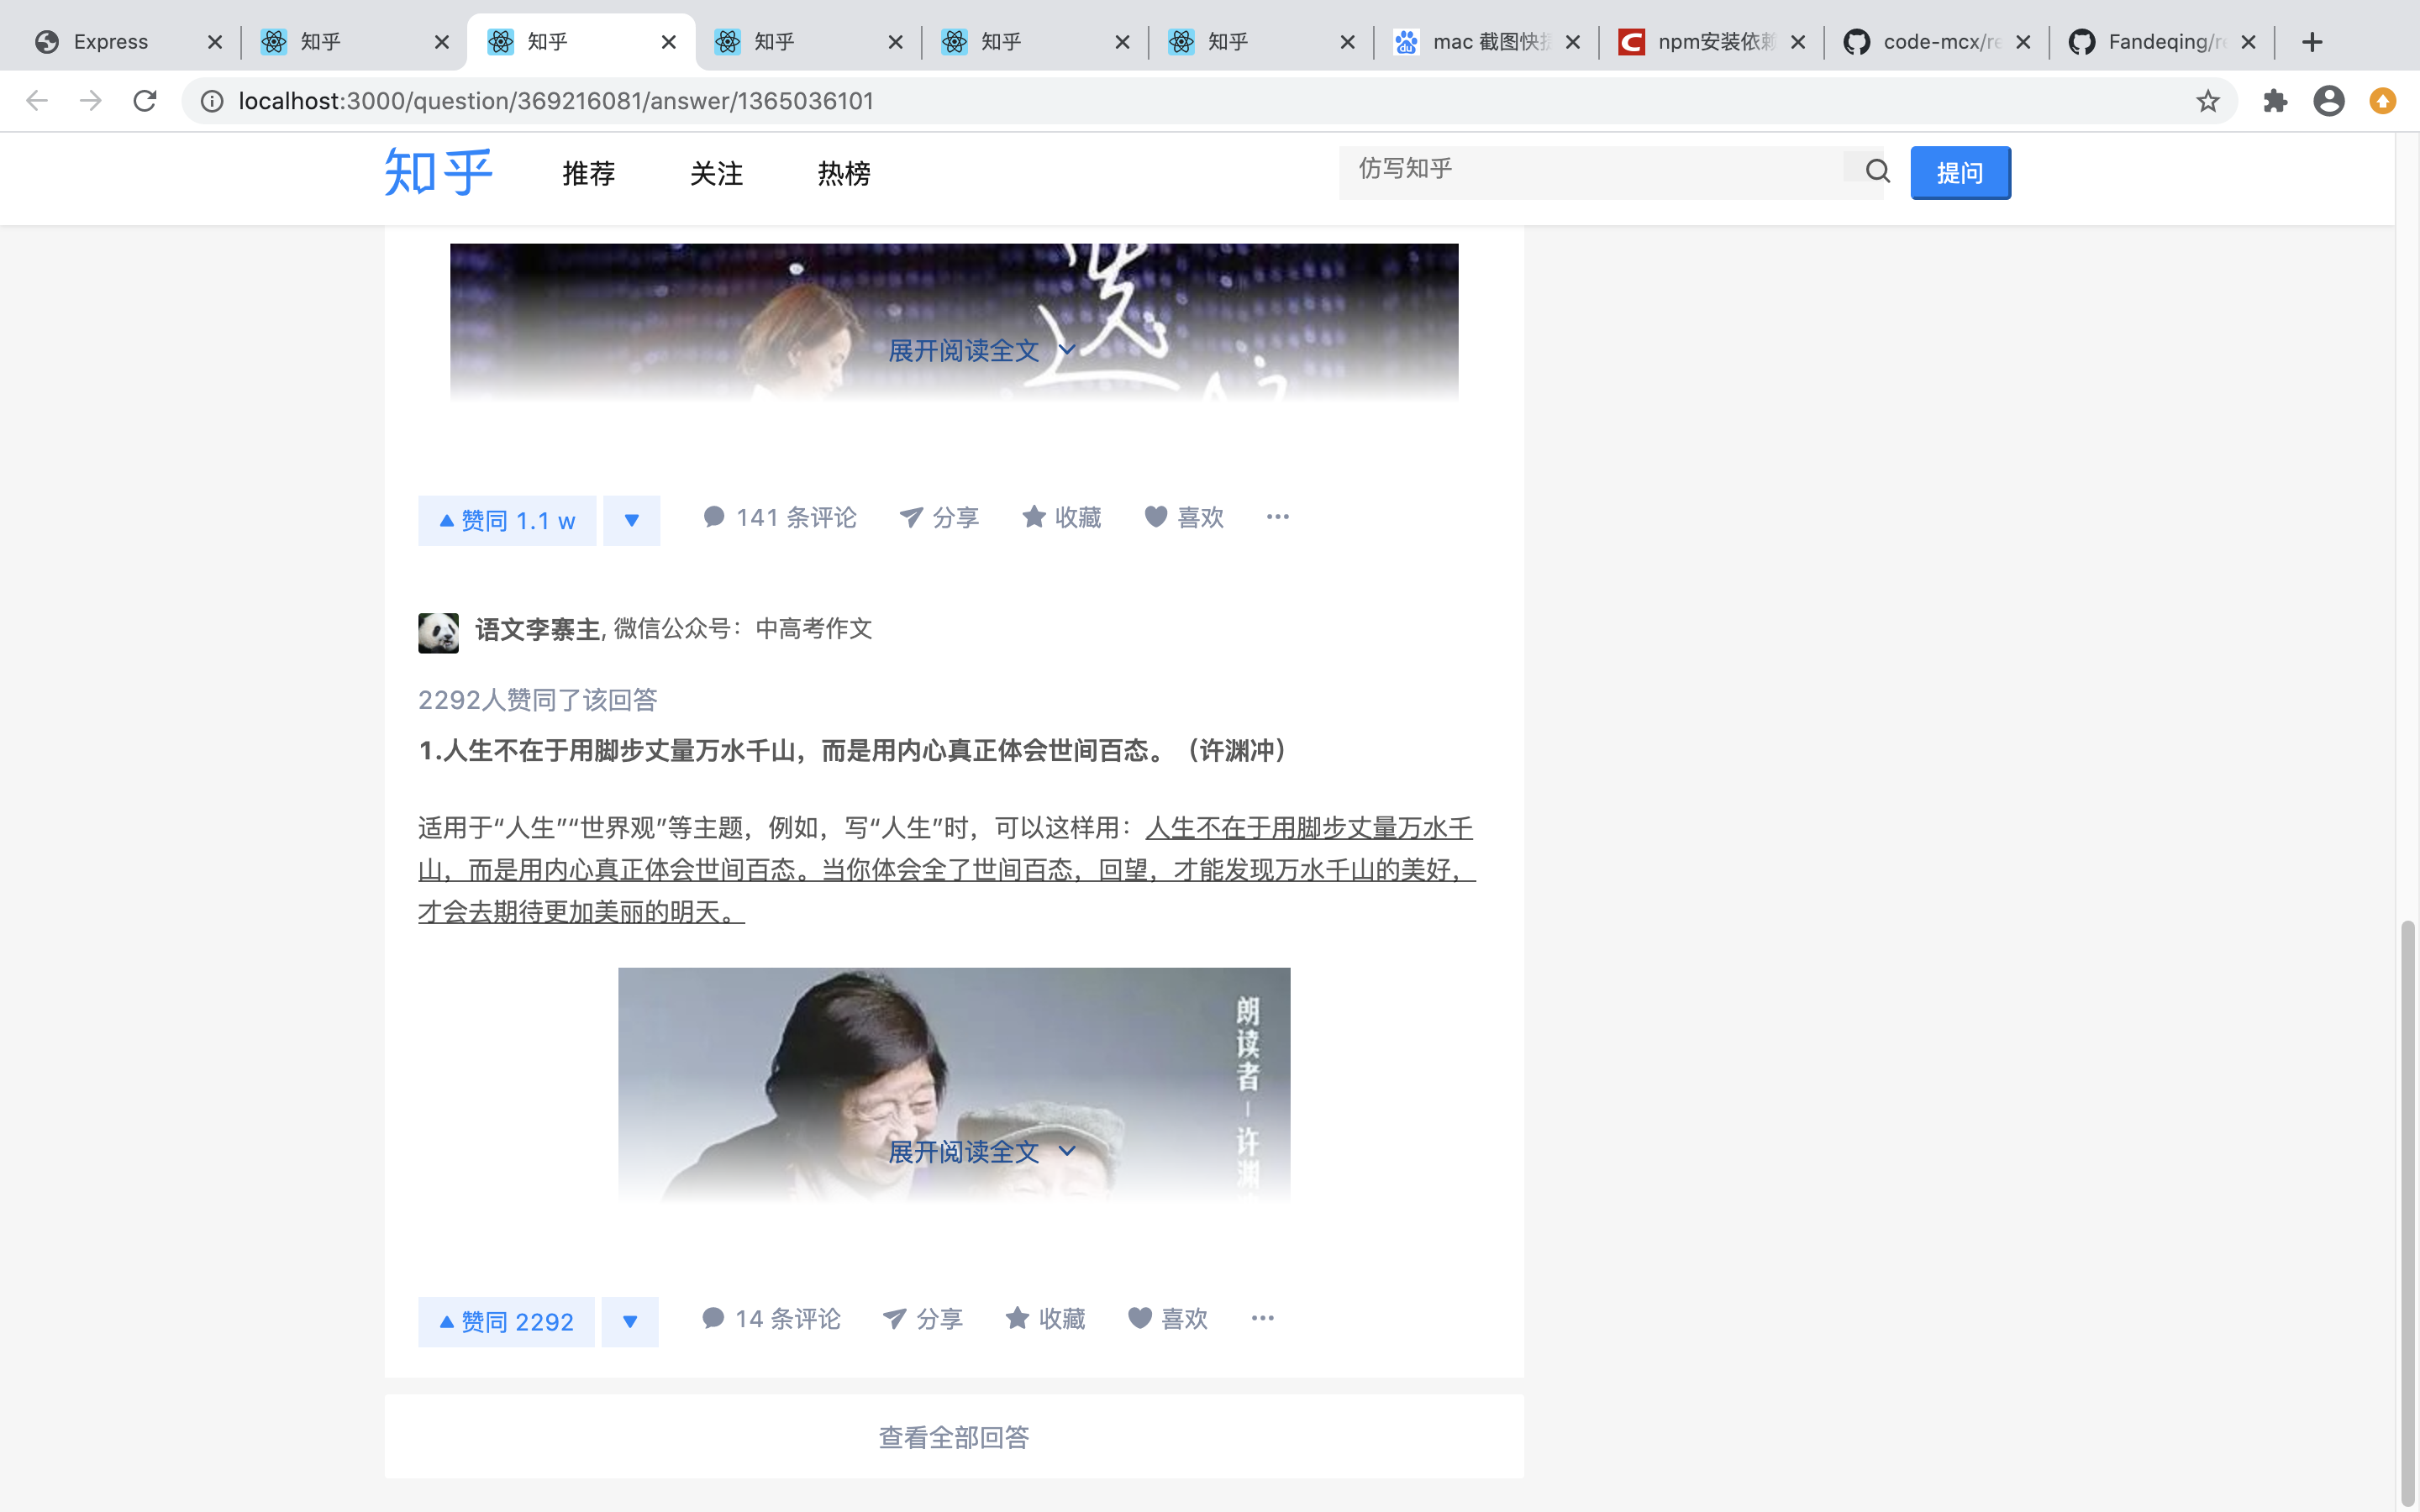 Express
知乎
知乎
知乎
知乎
知乎
mac 截图快
npm安装依
code-mcx/re
Fandeqing/re
localhost:3000/question/369216081/answer/1365036101
知乎 推荐 关注 热榜 仿写知乎 提问
展开阅读全文
赞同 1.1 w 141 条评论 分享 收藏 喜欢
语文李寨主, 微信公众号：中高考作文
2292人赞同了该回答
1.人生不在于用脚步丈量万水千山，而是用内心真正体会世间百态。（许渊冲）
适用于“人生”“世界观”等主题，例如，写“人生”时，可以这样用：人生不在于用脚步丈量万水千
山，而是用内心真正体会世间百态。当你体会全了世间百态，回望，才能发现万水千山的美好，
才会去期待更加美丽的明天。
朗读者－许渊
展开阅读全文
赞同 2292 14 条评论 分享 收藏 喜欢
查看全部回答